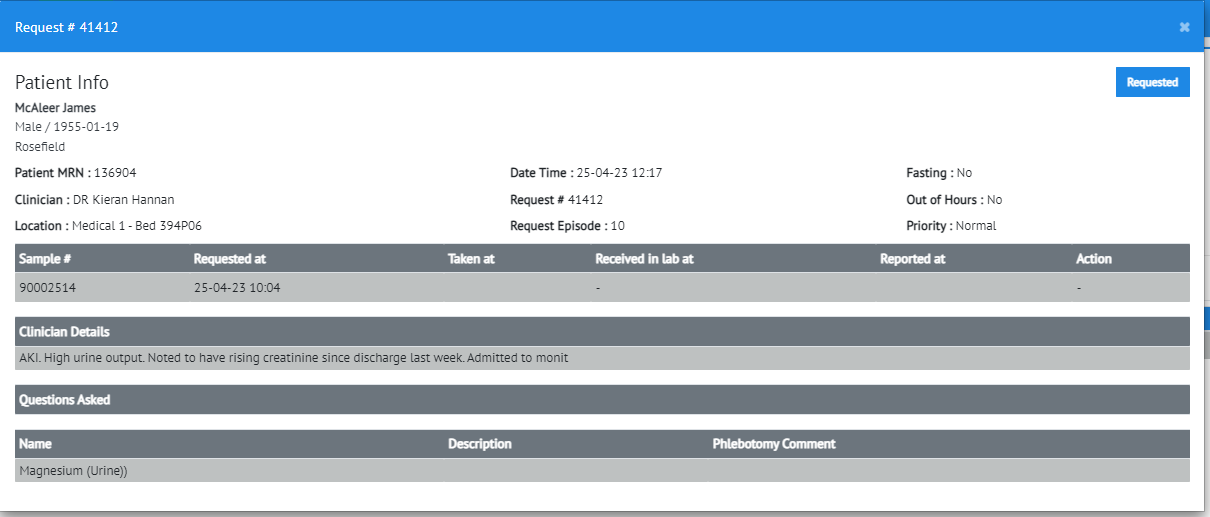 Request # 41412
Patient Info
Requested
McAleer James
Male / 1955-01-19
Rosefield
Patient MRN : 136904 Date Time : 25-04-23 12:17 Fasting : No
Clinician : DR Kieran Hannan Request # 41412 Out of Hours : No
Location : Medical 1 - Bed 394P06 Request Episode : 10 Priority : Normal
Sample # Requested at Taken at Received in lab at Reported at Action
90002514 25-04-23 10:04 - -
Clinician Details
AKI. High urine output. Noted to have rising creatinine since discharge last week. Admitted to monit
Questions Asked
Name Description Phlebotomy Comment
Magnesium (Urine))